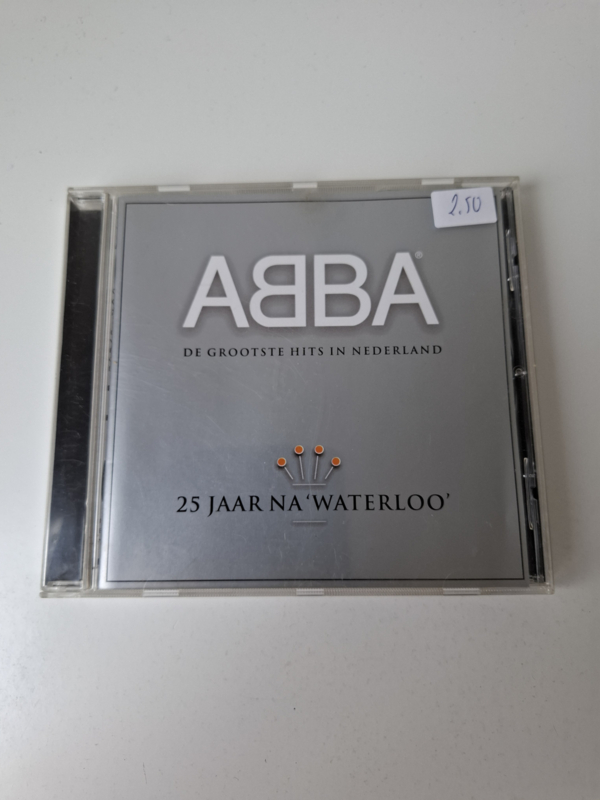 2.50
ABBA®
DE GROOTSTE HITS IN NEDERLAND
25 JAAR NA ‘WATERLOO’